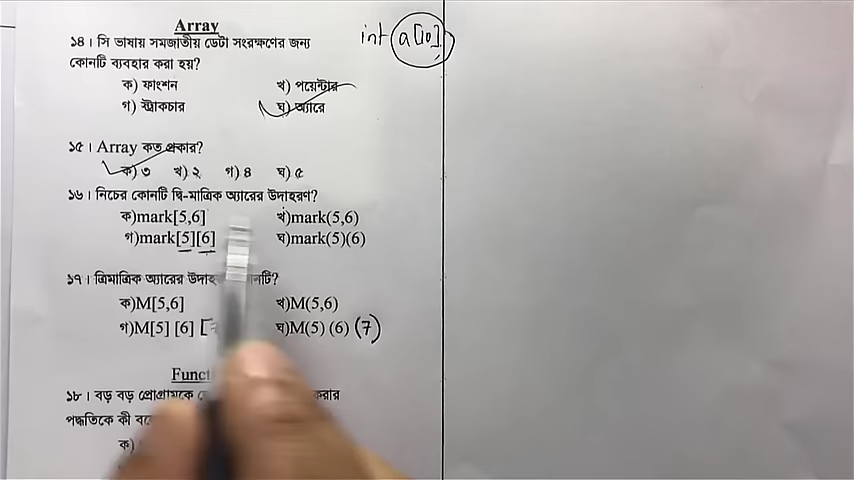 Array
int a[10];
১৪। সি ভাষায় সমজাতীয় ডেটা সংরক্ষণের জন্য
কোনটি ব্যবহার করা হয়?
ক) ফাংশন খ) পয়েন্টার
গ) স্ট্রাকচার ঘ) অ্যারে
১৫। Array কত প্রকার?
ক) ৩ খ) ২ গ) ৪ ঘ) ৫
১৬। নিচের কোনটি দ্বি-মাত্রিক অ্যারের উদাহরণ?
ক)mark[5,6] খ)mark(5,6)
গ)mark[5][6] ঘ)mark(5)(6)
১৭। ত্রিমাত্রিক অ্যারের
ক)M[5,6] খ)M(5,6)
গ)M[5] [6] [ ঘ)M(5) (6) (7)
১৮। বড় বড় প্রোগ্রামকে করার
পদ্ধতিকে কী
ক)